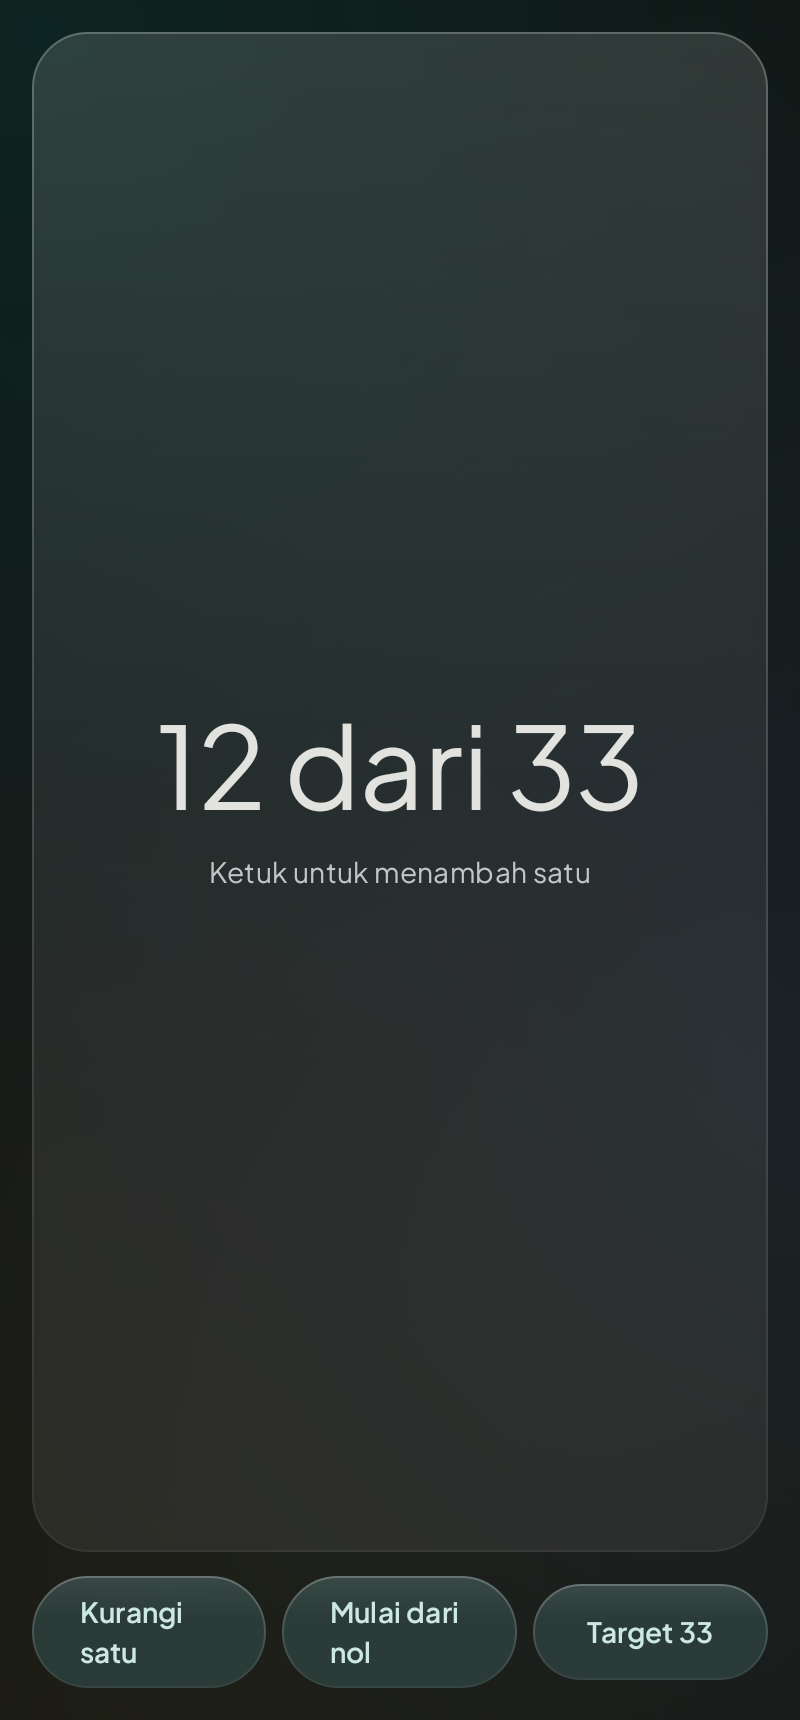 12 dari 33
Ketuk untuk menambah satu
Kurangi
satu
Mulai dari
nol
Target 33